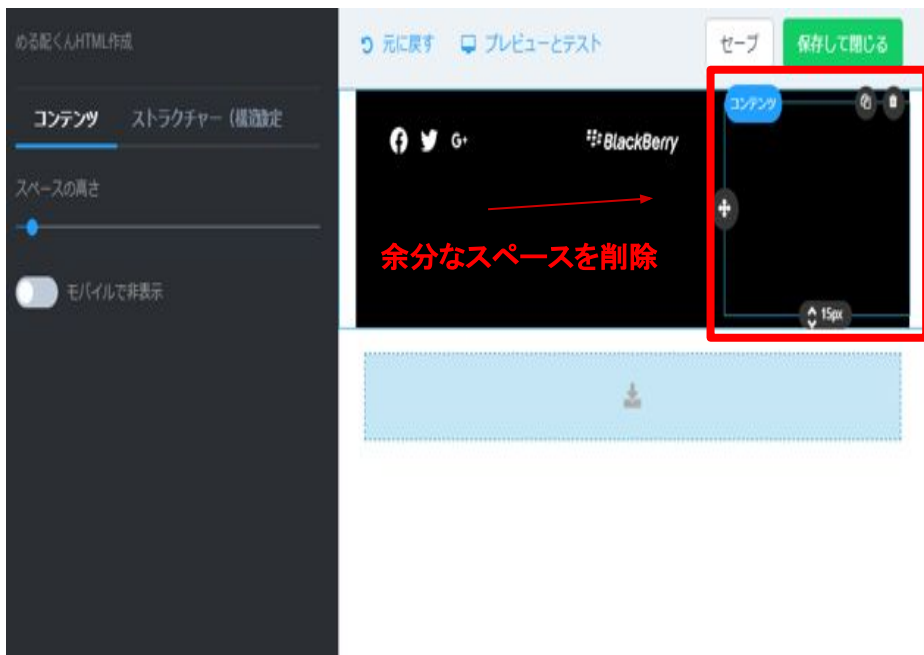 める配くんHTML作成
元に戻す
プレビューとテスト
セーブ
保存して閉じる
コンテンツ
ストラクチャー（構造設定
コンテンツ
G+
BlackBerry
スペースの高さ
余分なスペースを削除
モバイルで非表示
15px